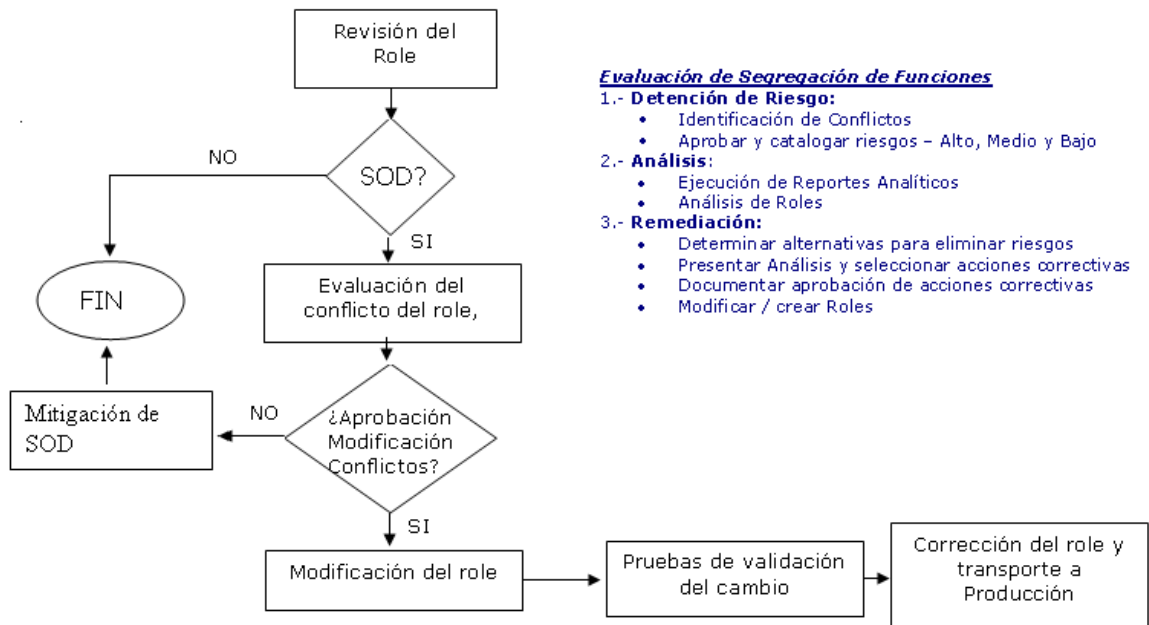 Revisión del
Role
Evaluación de Segregación de Funciones
1.- Detención de Riesgo:
• Identificación de Conflictos
• Aprobar y catalogar riesgos – Alto, Medio y Bajo
2.- Análisis:
• Ejecución de Reportes Analíticos
• Análisis de Roles
3.- Remediación:
• Determinar alternativas para eliminar riesgos
• Presentar Análisis y seleccionar acciones correctivas
• Documentar aprobación de acciones correctivas
• Modificar / crear Roles
NO
SOD?
SI
FIN
Evaluación del
conflicto del role,
Mitigación de
SOD
NO
¿Aprobación
Modificación
Conflictos?
SI
Modificación del role
Pruebas de validación
del cambio
Corrección del role y
transporte a
Producción